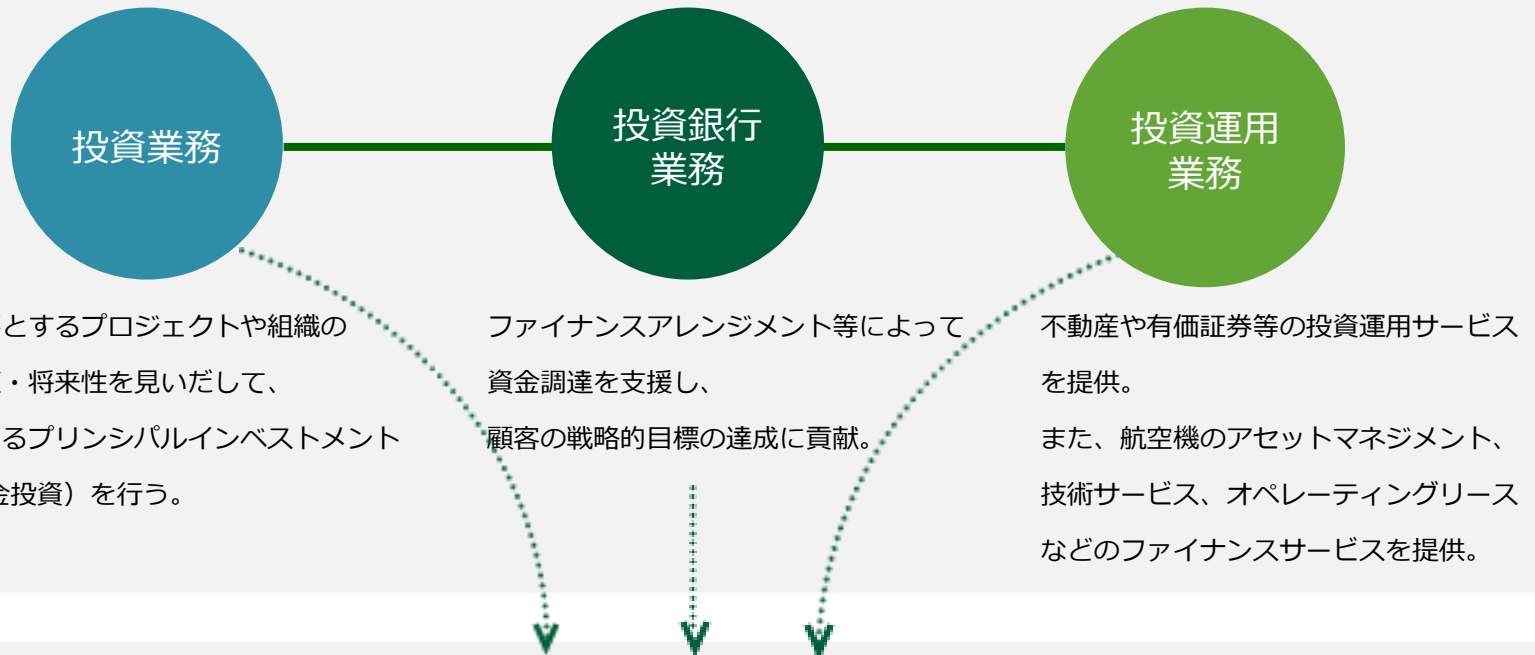 投資業務
投資銀行
業務
投資運用
業務
とするプロジェクトや組織の
・将来性を見いだして、
るプリンシパルインベストメント
金投資）を行う。
ファイナンスアレンジメント等によって
資金調達を支援し、
顧客の戦略的目標の達成に貢献。
不動産や有価証券等の投資運用サービス
を提供。
また、航空機のアセットマネジメント、
技術サービス、オペレーティングリース
などのファイナンスサービスを提供。